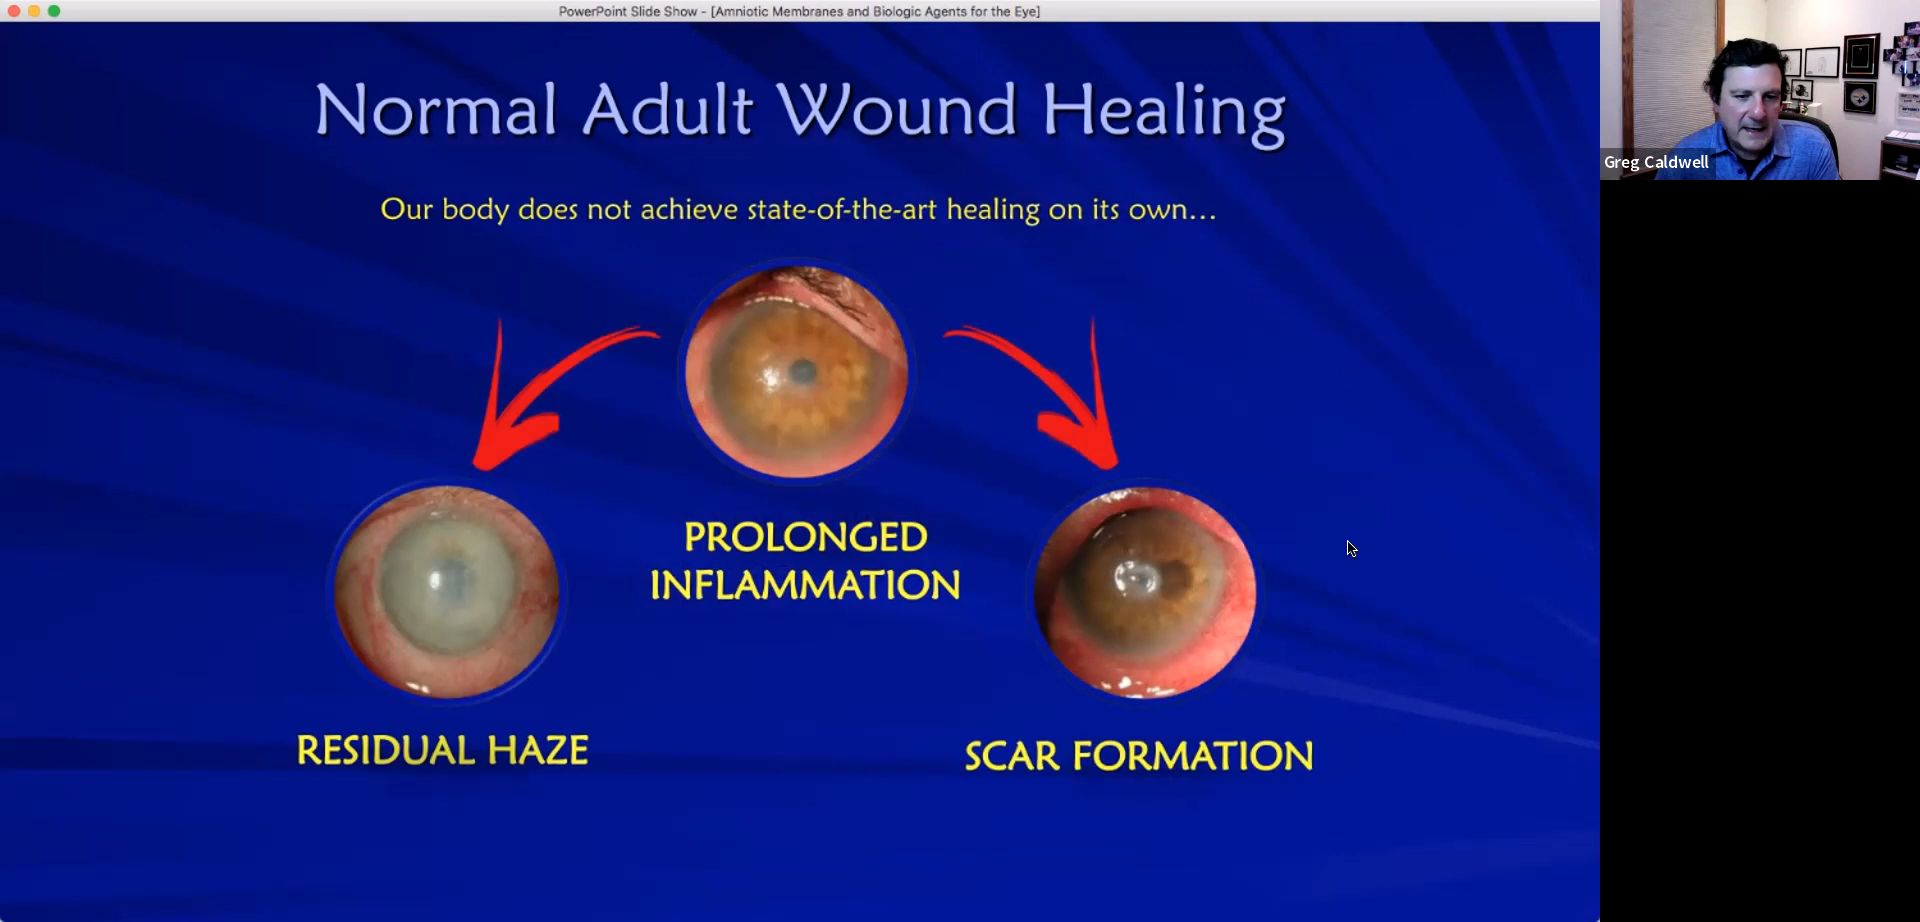 PowerPoint Slide Show - [Amniotic Membranes and Biologic Agents for the Eye]
Normal Adult Wound Healing
Our body does not achieve state-of-the-art healing on its own...
PROLONGED
INFLAMMATION
RESIDUAL HAZE
SCAR FORMATION
Greg Caldwell